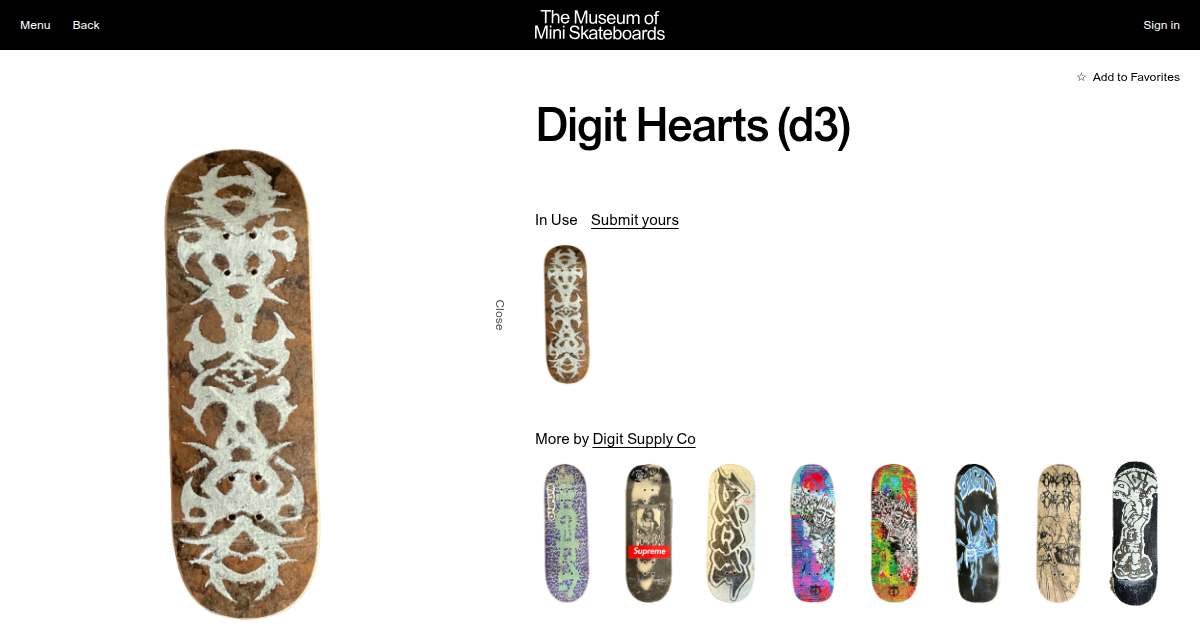 Menu
Back
The Museum of
Mini Skateboards
Sign in
☆ Add to Favorites
Digit Hearts (d3)
In Use
Submit yours
Close
More by Digit Supply Co
Supreme